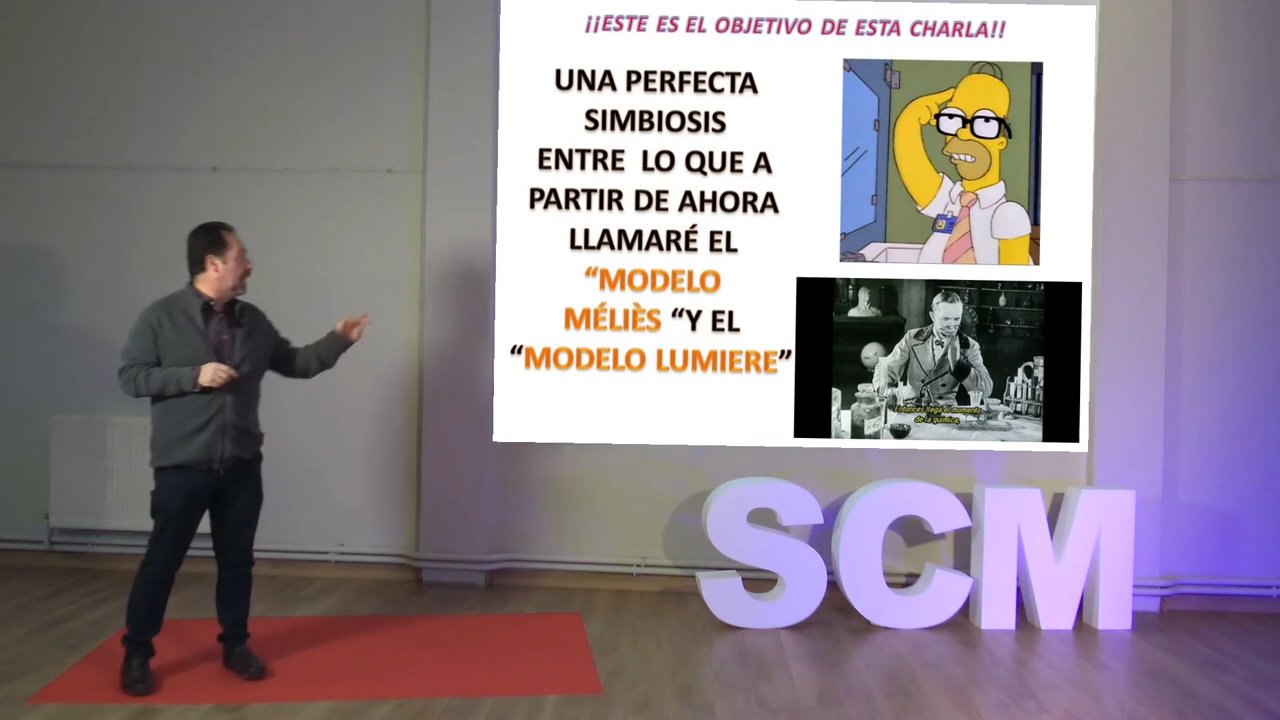 ¡¡ESTE ES EL OBJETIVO DE ESTA CHARLA!!
UNA PERFECTA
SIMBIOSIS
ENTRE LO QUE A
PARTIR DE AHORA
LLAMARÉ EL
“MODELO
MÉLIÈS “Y EL
“MODELO LUMIERE”
Entonces llega el momento
de la química,
SCM